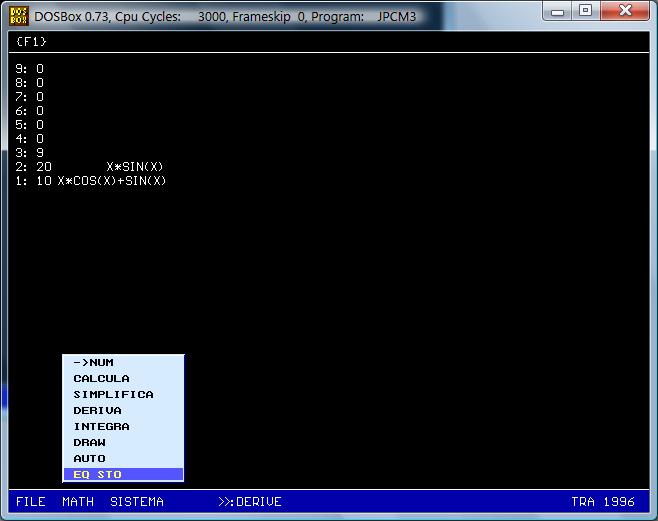 DOS BOX
DOSBox 0.73, Cpu Cycles: 3000, Frameskip 0, Program: JPCM3
{F1}
9: 0
8: 0
7: 0
6: 0
5: 0
4: 0
3: 9
2: 20 X*SIN(X)
1: 10 X*COS(X)+SIN(X)
->NUM
CALCULA
SIMPLIFICA
DERIVA
INTEGRA
DRAW
AUTO
EQ STO
FILE MATH SISTEMA >>:DERIVE TRA 1996